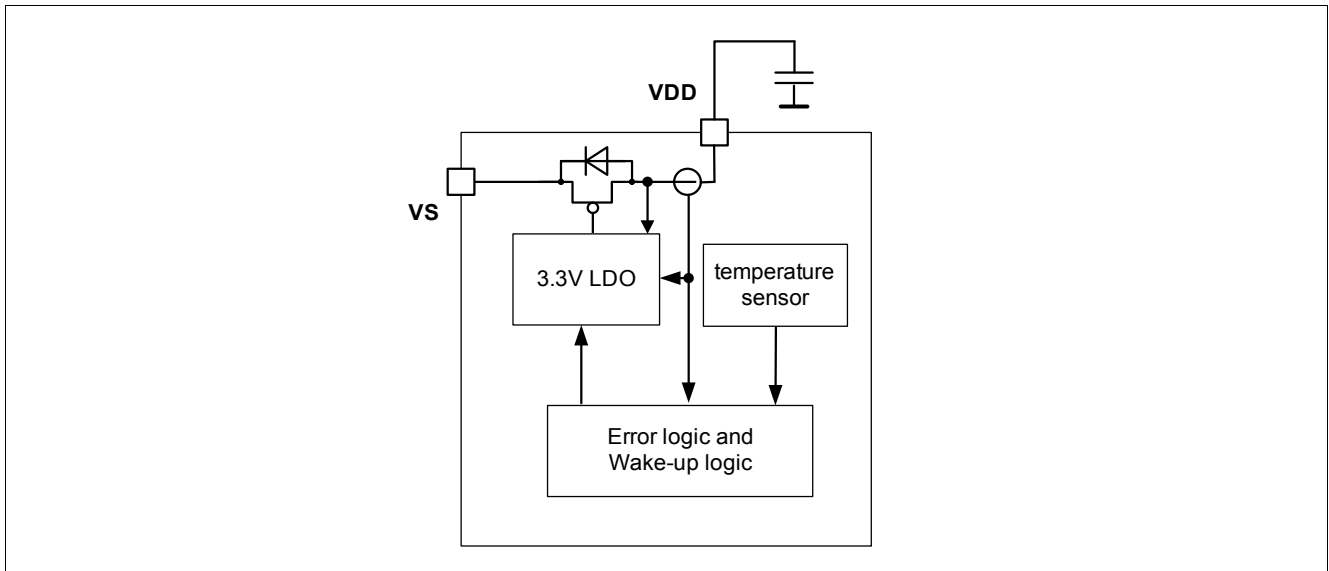 VDD
VS
3.3V LDO
temperature
sensor
Error logic and
Wake-up logic